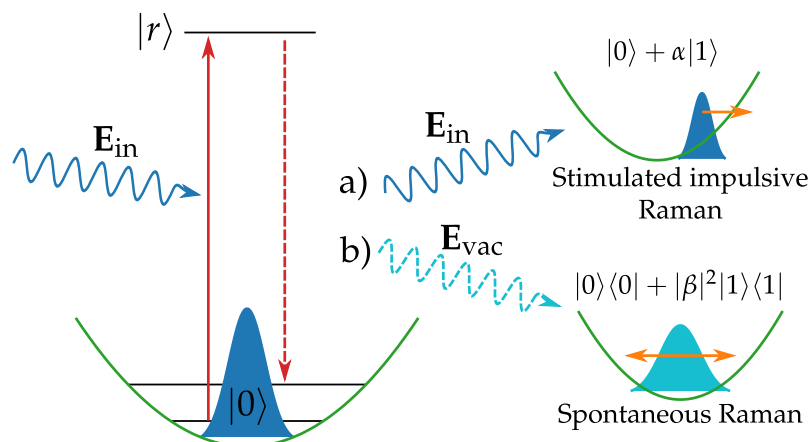 |r⟩
E_in
|0⟩
a)
E_in
|0⟩ + α|1⟩
Stimulated impulsive
Raman
b)
E_vac
|0⟩⟨0| + |β|²|1⟩⟨1|
Spontaneous Raman